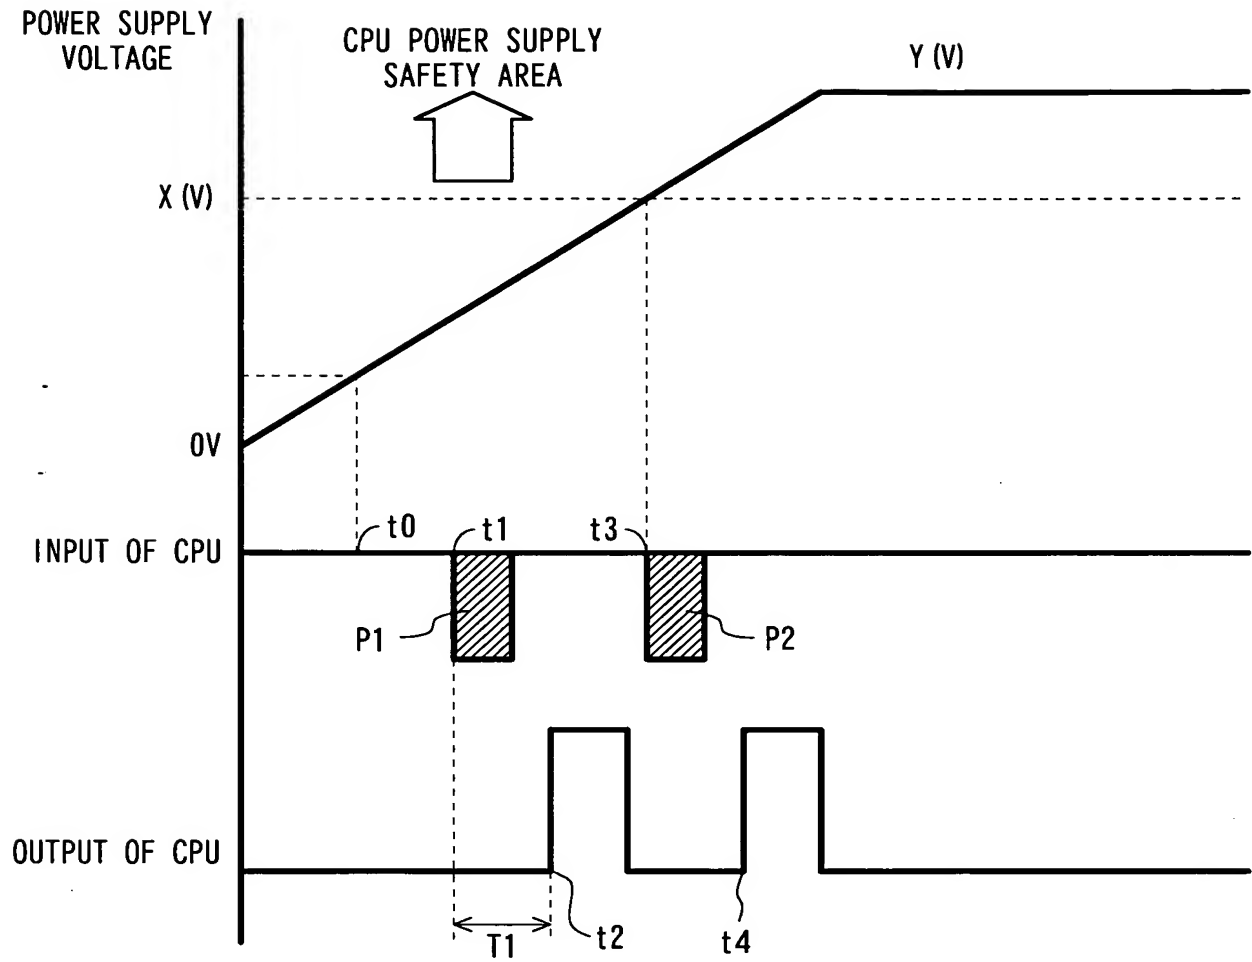 POWER SUPPLY
VOLTAGE
CPU POWER SUPPLY
SAFETY AREA
Y (V)
X (V)
0V
t0
t1
t3
INPUT OF CPU
P1
P2
OUTPUT OF CPU
T1
t2
t4